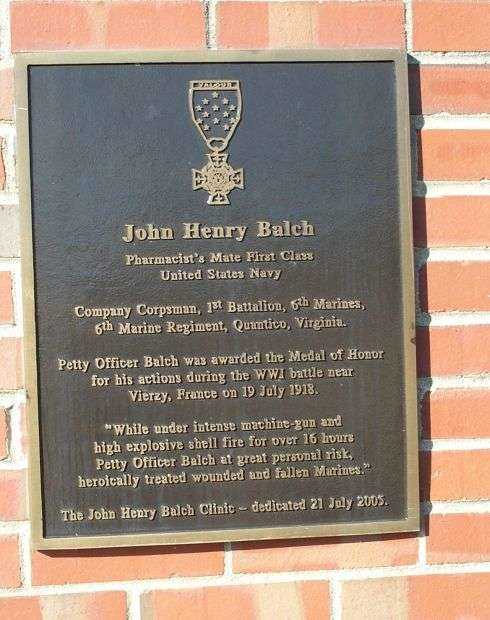 VALOUR
John Henry Balch
Pharmacist's Mate First Class
United States Navy
Company Corpsman, 1st Battalion, 6th Marines,
6th Marine Regiment, Quantico, Virginia.
Petty Officer Balch was awarded the Medal of Honor
for his actions during the WWI battle near
Vierzy, France on 19 July 1918.
"While under intense machine-gun and
high explosive shell fire for over 16 hours
Petty Officer Balch at great personal risk,
heroically treated wounded and fallen Marines."
The John Henry Balch Clinic – dedicated 21 July 2005.